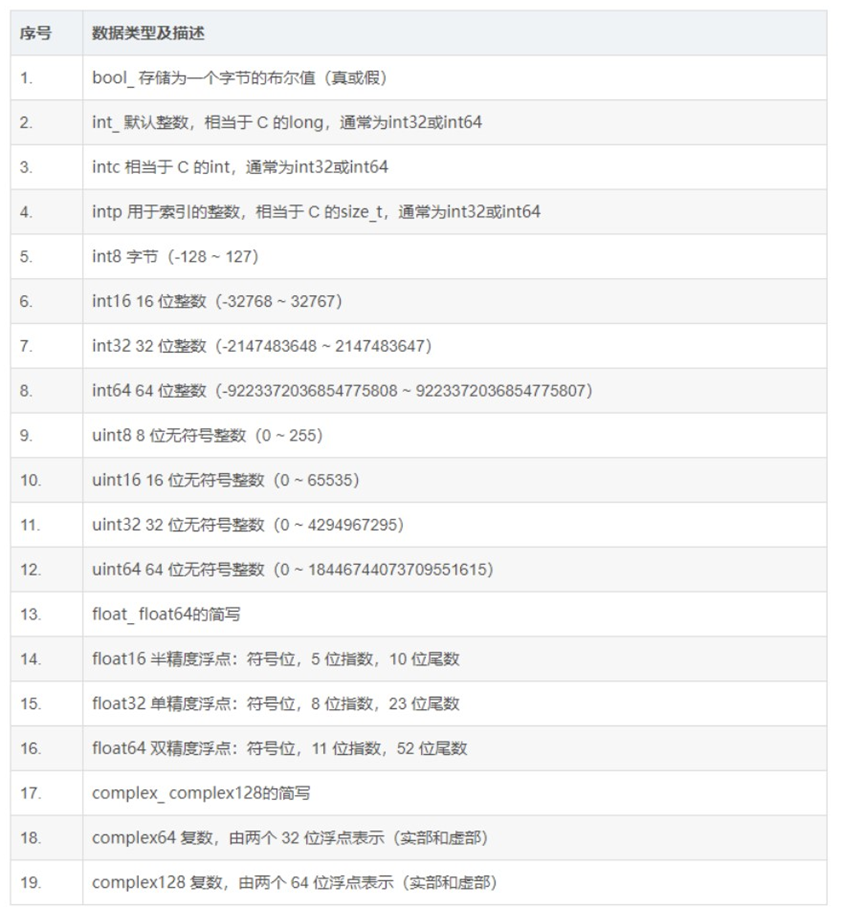 序号 数据类型及描述
1. bool_ 存储为一个字节的布尔值（真或假）
2. int_ 默认整数，相当于 C 的long，通常为int32或int64
3. intc 相当于 C 的int，通常为int32或int64
4. intp 用于索引的整数，相当于 C 的size_t，通常为int32或int64
5. int8 字节（-128 ~ 127）
6. int16 16 位整数（-32768 ~ 32767）
7. int32 32 位整数（-2147483648 ~ 2147483647）
8. int64 64 位整数（-9223372036854775808 ~ 9223372036854775807）
9. uint8 8 位无符号整数（0 ~ 255）
10. uint16 16 位无符号整数（0 ~ 65535）
11. uint32 32 位无符号整数（0 ~ 4294967295）
12. uint64 64 位无符号整数（0 ~ 18446744073709551615）
13. float_ float64的简写
14. float16 半精度浮点：符号位，5 位指数，10 位尾数
15. float32 单精度浮点：符号位，8 位指数，23 位尾数
16. float64 双精度浮点：符号位，11 位指数，52 位尾数
17. complex_ complex128的简写
18. complex64 复数，由两个 32 位浮点表示（实部和虚部）
19. complex128 复数，由两个 64 位浮点表示（实部和虚部）